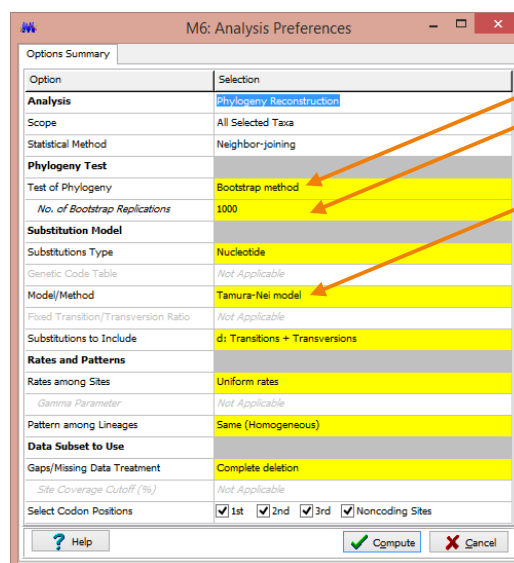 M6: Analysis Preferences
Options Summary
Option Selection
Analysis Phylogeny Reconstruction
Scope All Selected Taxa
Statistical Method Neighbor-joining
Phylogeny Test
Test of Phylogeny Bootstrap method
No. of Bootstrap Replications 1000
Substitution Model
Substitutions Type Nucleotide
Genetic Code Table Not Applicable
Model/Method Tamura-Nei model
Fixed Transition/Transversion Ratio Not Applicable
Substitutions to Include d: Transitions + Transversions
Rates and Patterns
Rates among Sites Uniform rates
Gamma Parameter Not Applicable
Pattern among Lineages Same (Homogeneous)
Data Subset to Use
Gaps/Missing Data Treatment Complete deletion
Site Coverage Cutoff (%) Not Applicable
Select Codon Positions 1st 2nd 3rd Noncoding Sites
? Help Compute Cancel